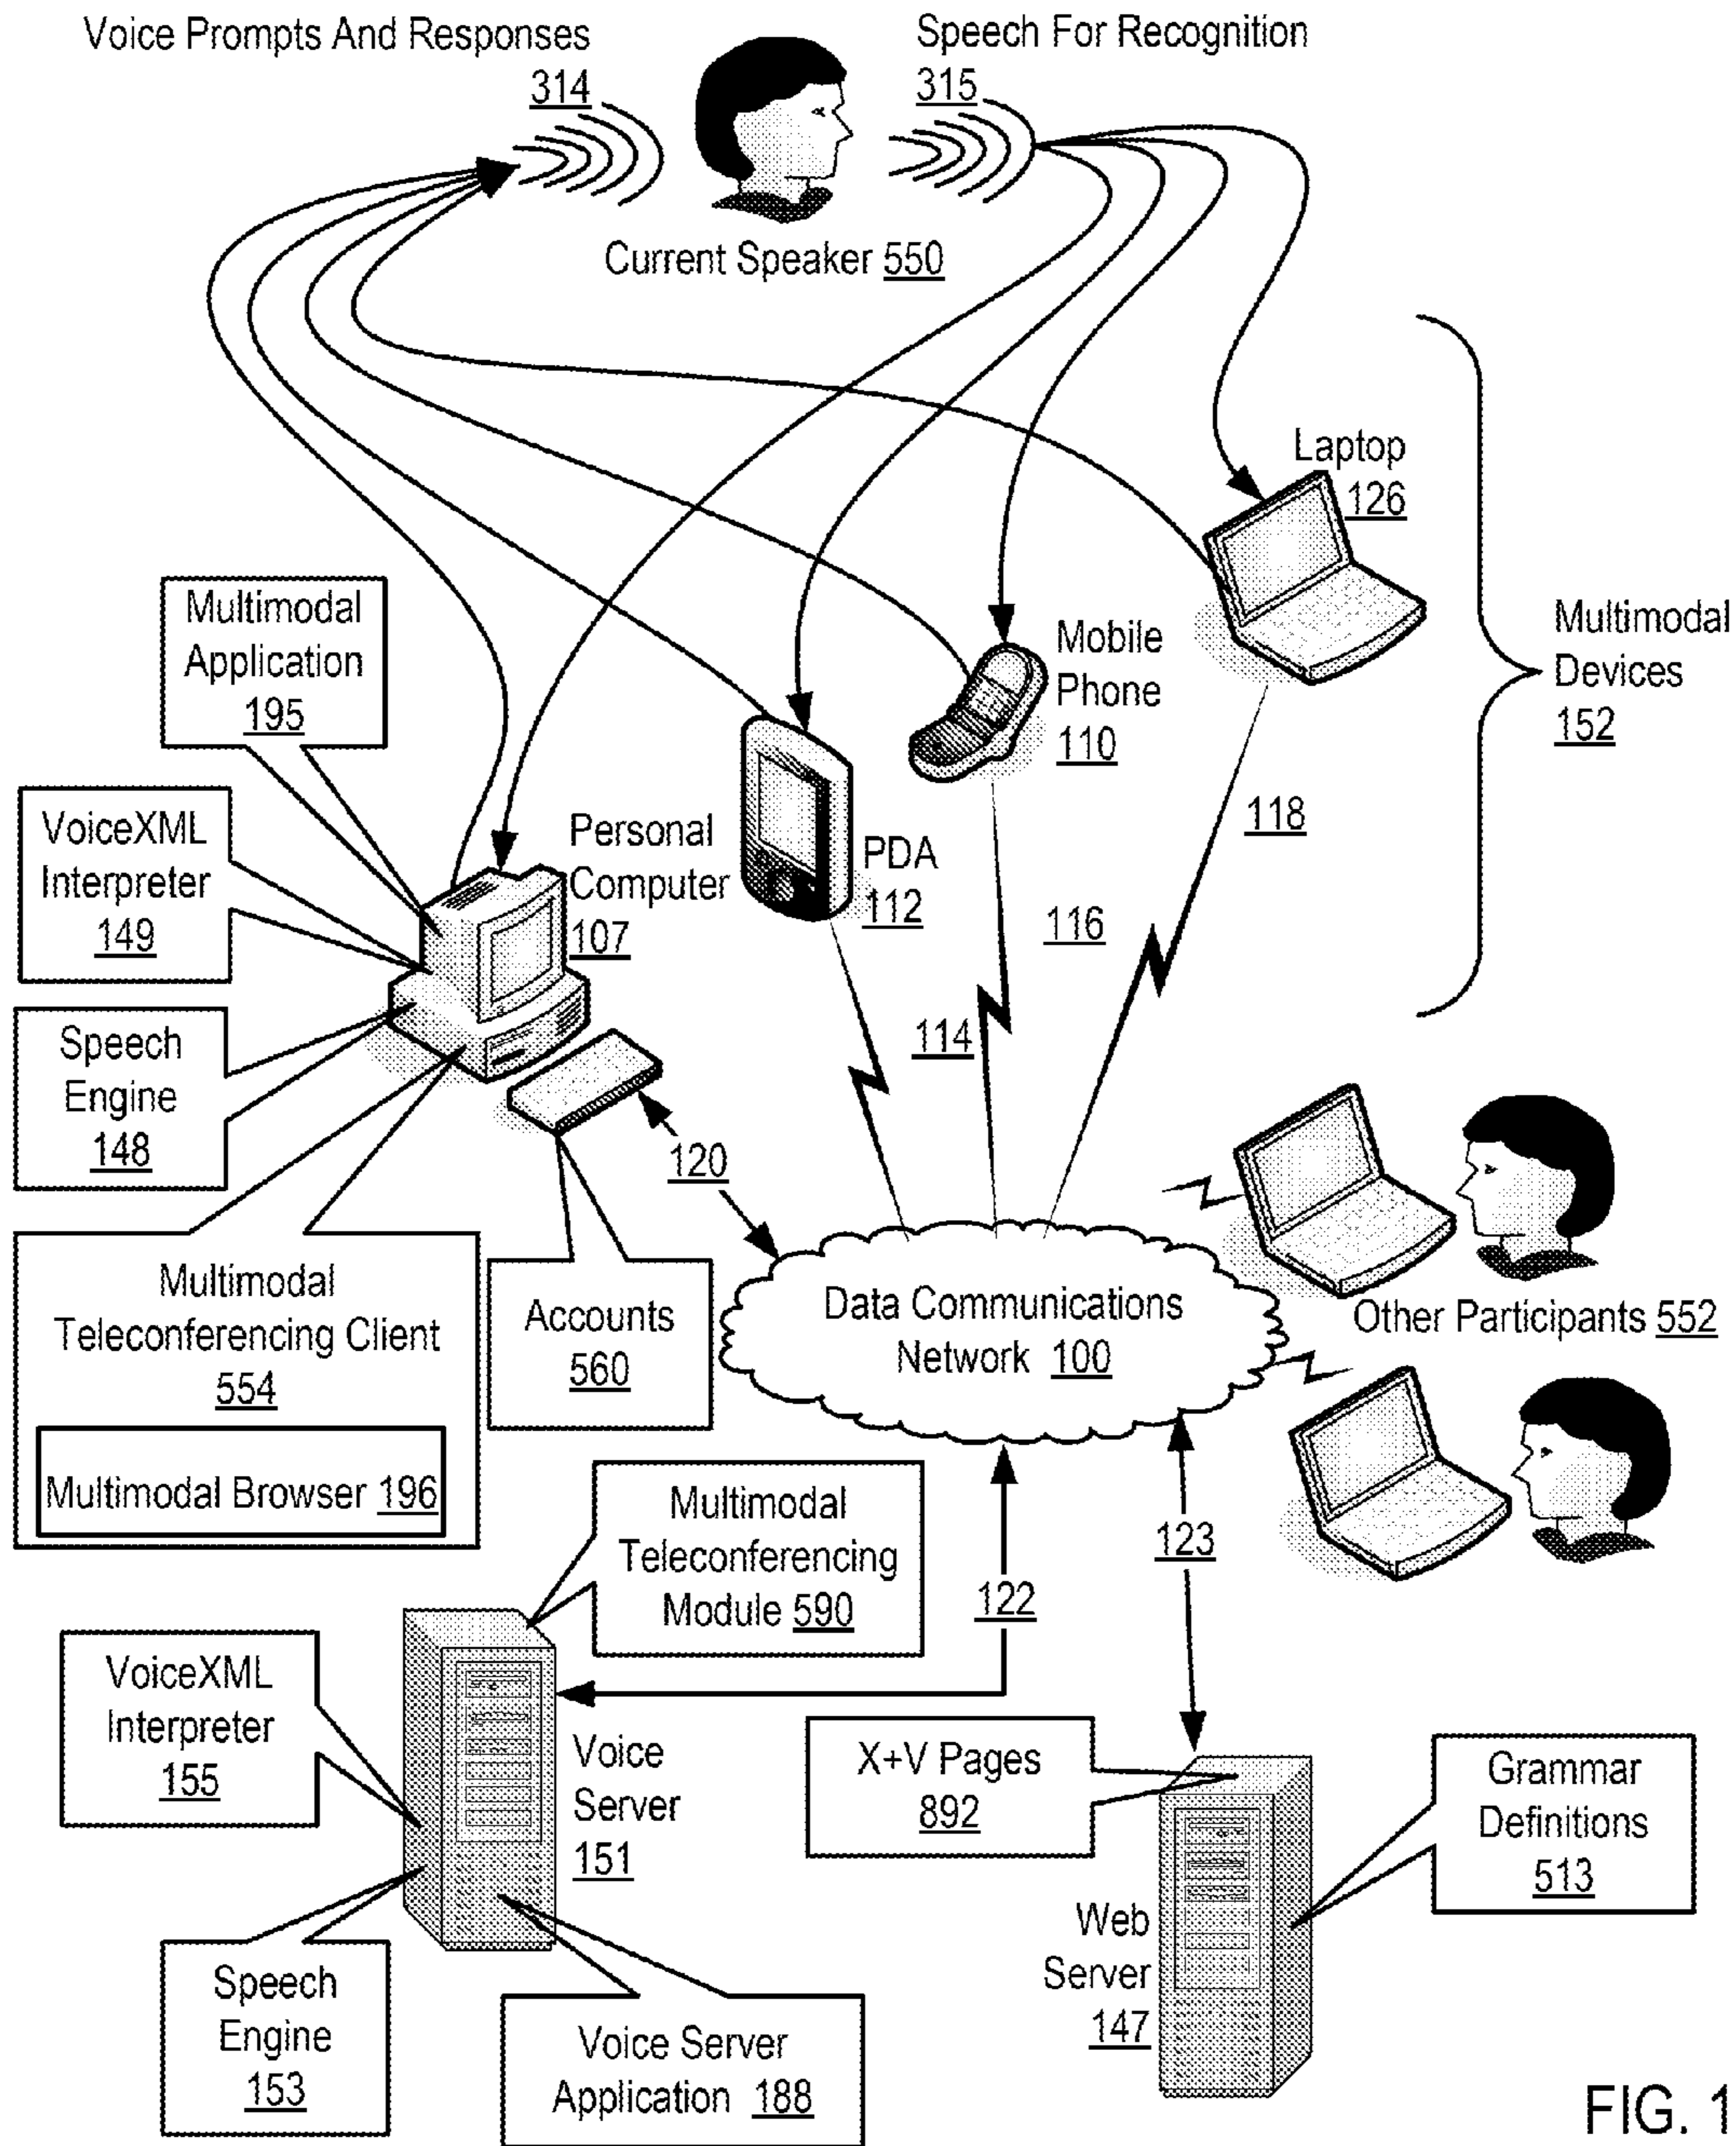 Voice Prompts And Responses
314
Speech For Recognition
315
Current Speaker 550
Laptop
126
Multimodal
Devices
152
Multimodal
Application
195
Mobile
Phone
110
VoiceXML
Interpreter
149
Personal
Computer
107
PDA
112
118
116
114
Speech
Engine
148
120
Multimodal
Teleconferencing Client
554
Multimodal Browser 196
Accounts
560
Data Communications
Network 100
Other Participants 552
Multimodal
Teleconferencing
Module 590
122
123
VoiceXML
Interpreter
155
Voice
Server
151
X+V Pages
892
Grammar
Definitions
513
Web
Server
147
Speech
Engine
153
Voice Server
Application 188
FIG. 1